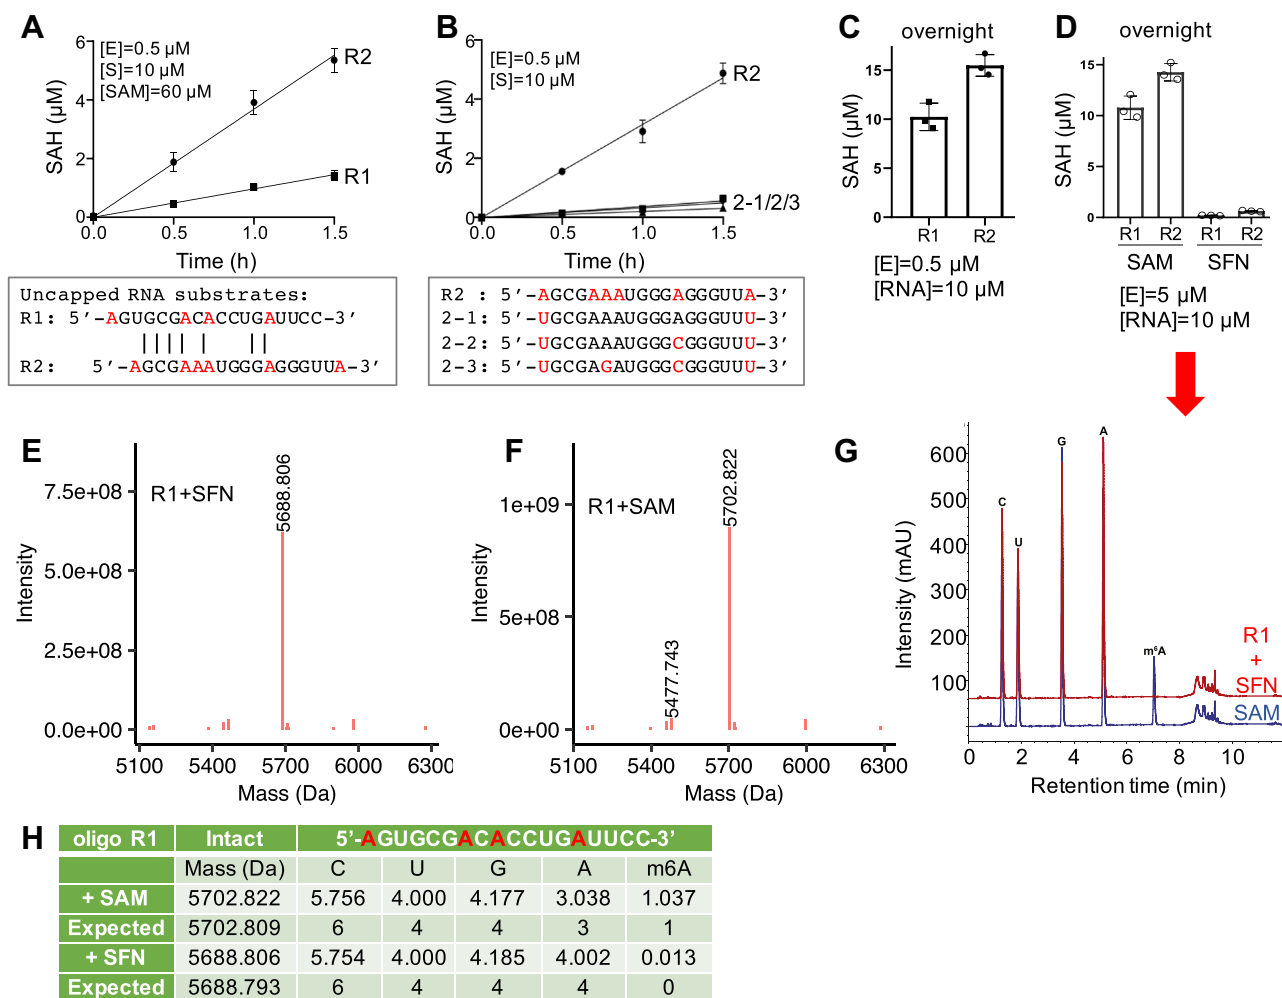 A
6
4
2
0
SAH (µM)
[E]=0.5 µM
[S]=10 µM
[SAM]=60 µM
R2
R1
0.0 0.5 1.0 1.5
Time (h)
Uncapped RNA substrates:
R1: 5'-AGUGCGACACCUGAUUCC-3'
R2: 5'-AGCGAAAUGGGAGGGUUA-3'
B
6
4
2
0
SAH (µM)
[E]=0.5 µM
[S]=10 µM
R2
2-1/2/3
0.0 0.5 1.0 1.5
Time (h)
R2 : 5'-AGCGAAAUGGGAGGGUUA-3'
2-1: 5'-UGCGAAAUGGGAGGGUUU-3'
2-2: 5'-UGCGAAAUGGGCGGGUUU-3'
2-3: 5'-UGCGAGAUGGGCGGGUUU-3'
C
overnight
15
10
5
0
SAH (µM)
R1 R2
[E]=0.5 µM
[RNA]=10 µM
D
overnight
15
10
5
0
SAH (µM)
R1 R2 R1 R2
SAM SFN
[E]=5 µM
[RNA]=10 µM
E
7.5e+08
5.0e+08
2.5e+08
0.0e+00
Intensity
R1+SFN
5688.806
5100 5400 5700 6000 6300
Mass (Da)
F
1e+09
5e+08
0e+00
Intensity
R1+SAM
5702.822
5477.743
5100 5400 5700 6000 6300
Mass (Da)
G
600
500
400
300
200
100
Intensity (mAU)
C
U
G
A
m⁶A
R1
+
SFN
SAM
0 2 4 6 8 10
Retention time (min)
H
oligo R1 Intact 5'-AGUGCGACACCUGAUUCC-3'
Mass (Da) C U G A m6A
+ SAM 5702.822 5.756 4.000 4.177 3.038 1.037
Expected 5702.809 6 4 4 3 1
+ SFN 5688.806 5.754 4.000 4.185 4.002 0.013
Expected 5688.793 6 4 4 4 0